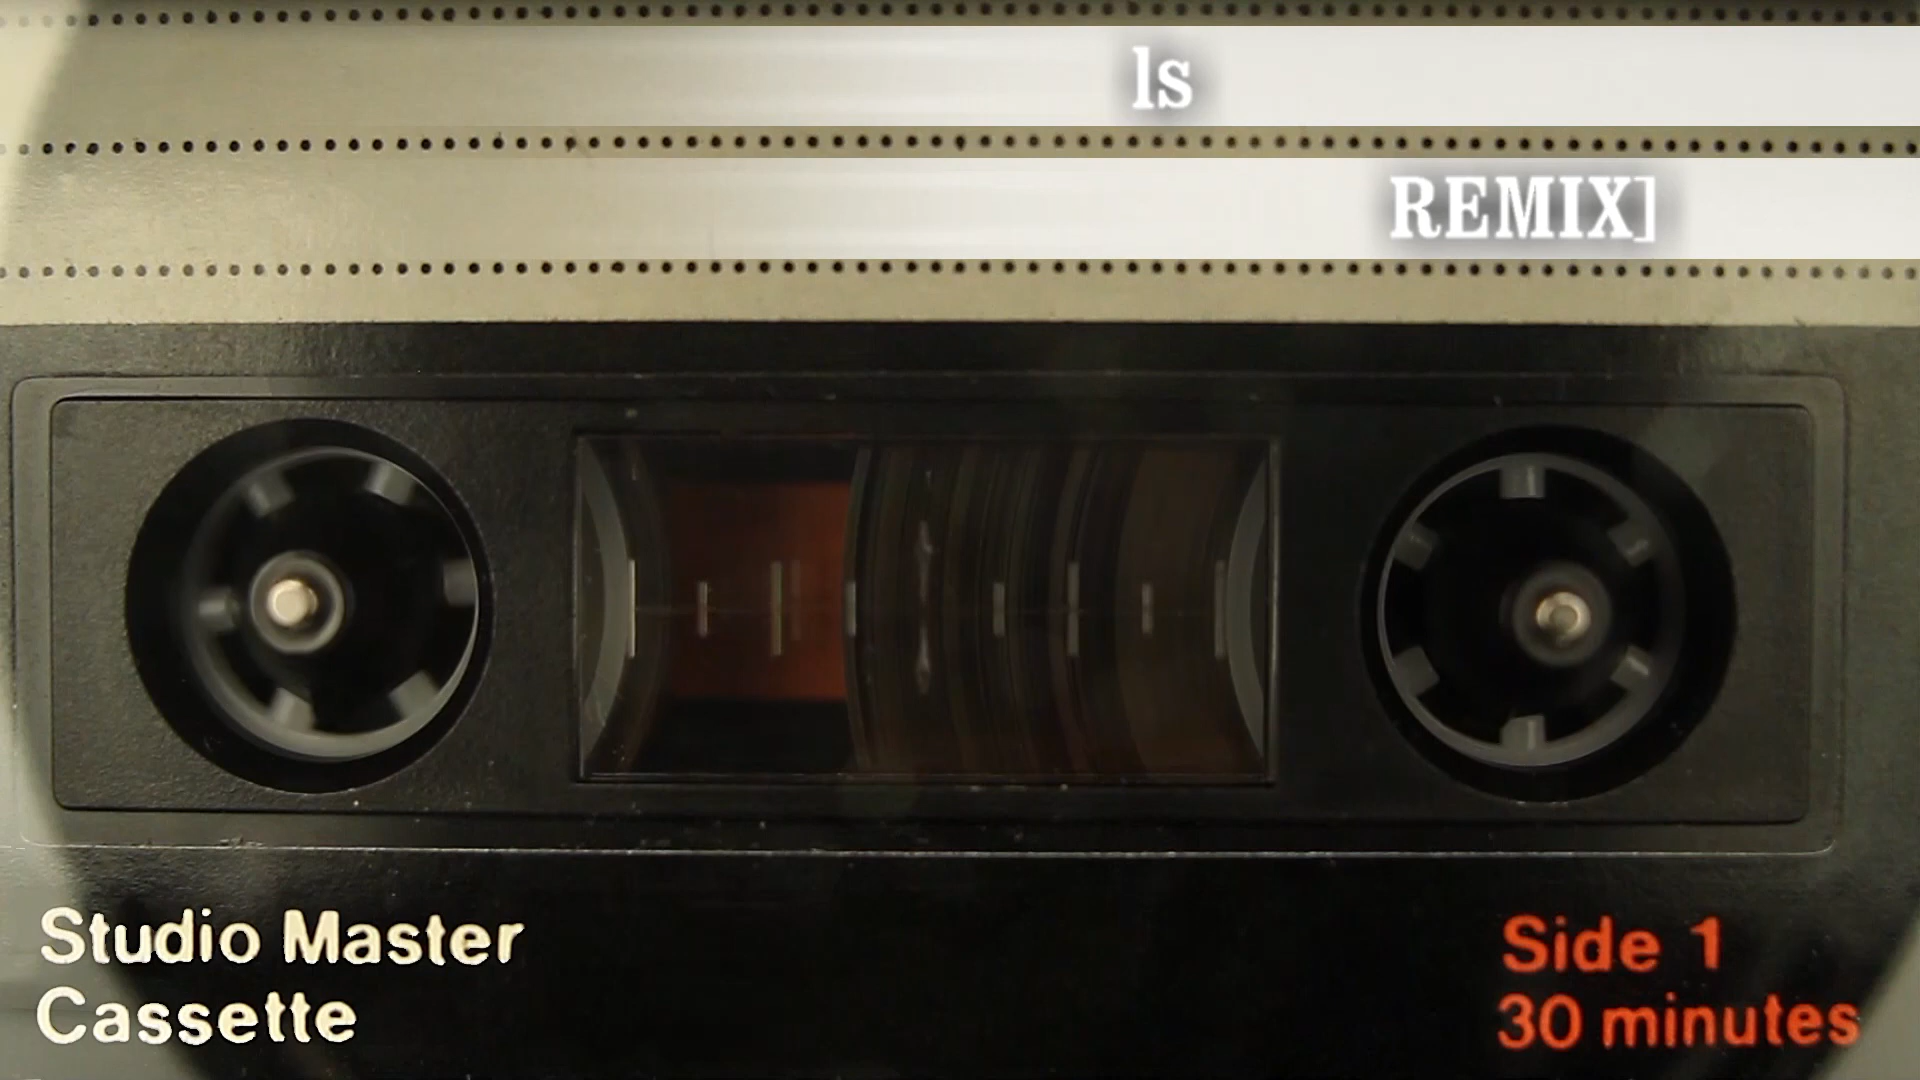 ls
REMIX]
Studio Master
Cassette
Side 1
30 minutes